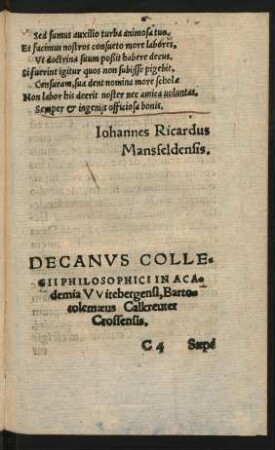 Sed sumus auxilio turba animosa tuo.
Et facimus nostros consueto more labores,
Vt doctrina suum possit habere decus.
Si fuerint igitur quos non subijsse pigebit,
Censuram, sua dent nomina more scholæ
Non labor his deerit noster nec amica uoluntas,
Semper & ingenijs officiosa bonis.
Iohannes Ricardus
Mansfeldensis.
DECANVS COLLE-
GII PHILOSOPHICI IN ACA-
demia VVitebergensi, Barto-
tolemæus Calkreuter
Crossensis.
C 4 Sæpé